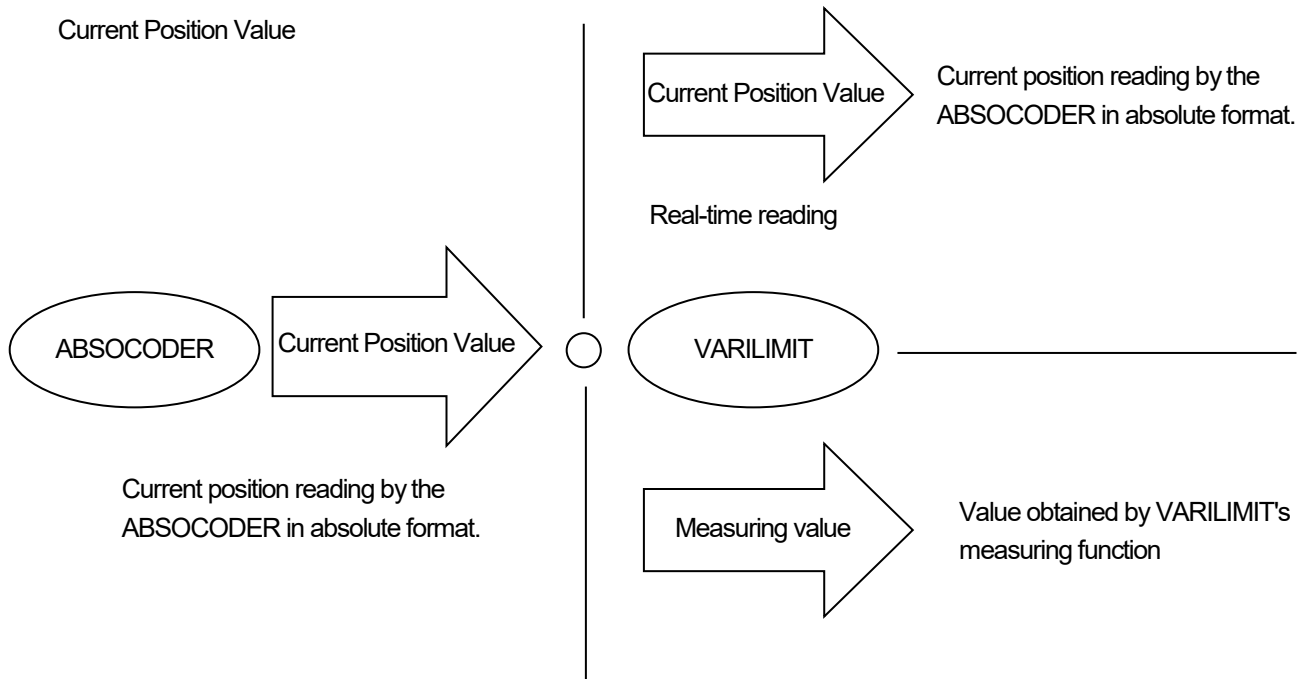 Current Position Value
Current Position Value
Current position reading by the
ABSOCODER in absolute format.
Real-time reading
ABSOCODER
Current Position Value
VARILIMIT
Current position reading by the
ABSOCODER in absolute format.
Measuring value
Value obtained by VARILIMIT's
measuring function